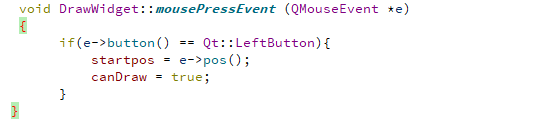 void DrawWidget::mousePressEvent (QMouseEvent *e)
{
if(e->button() == Qt::LeftButton){
startpos = e->pos();
canDraw = true;
}
}